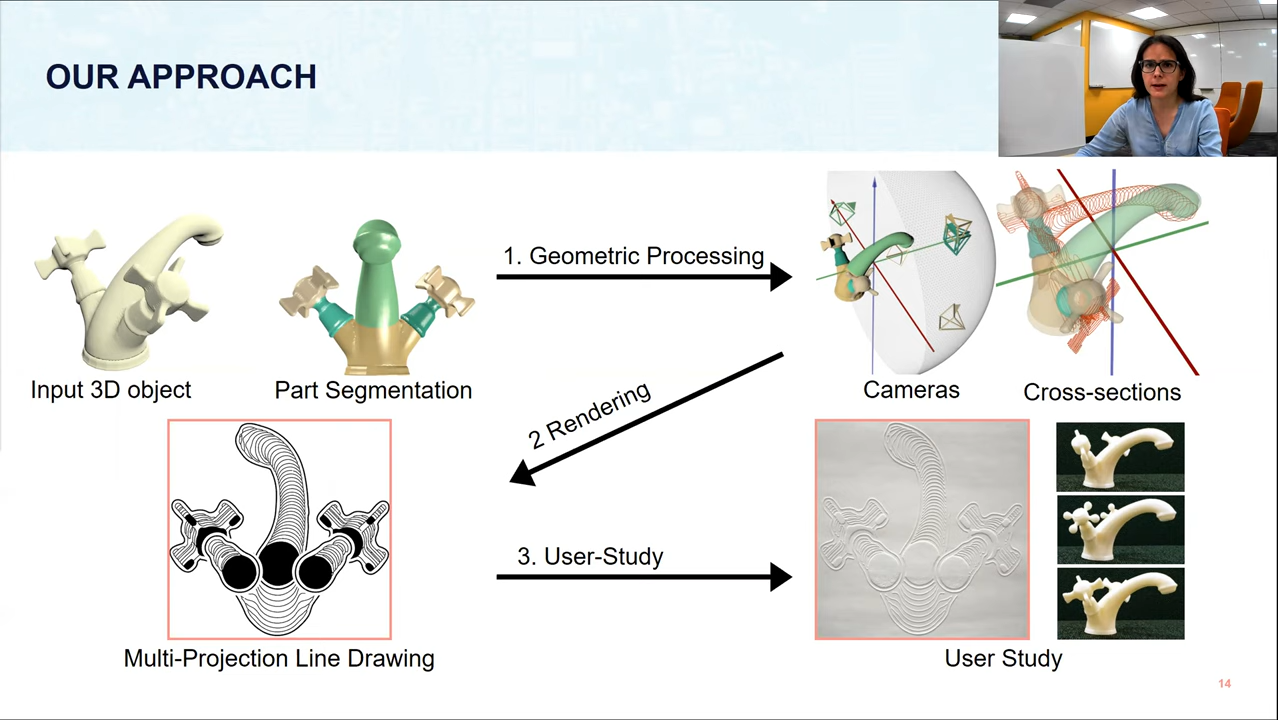 OUR APPROACH
1. Geometric Processing
Input 3D object
Part Segmentation
Cameras
Cross-sections
2 Rendering
3. User-Study
Multi-Projection Line Drawing
User Study
14